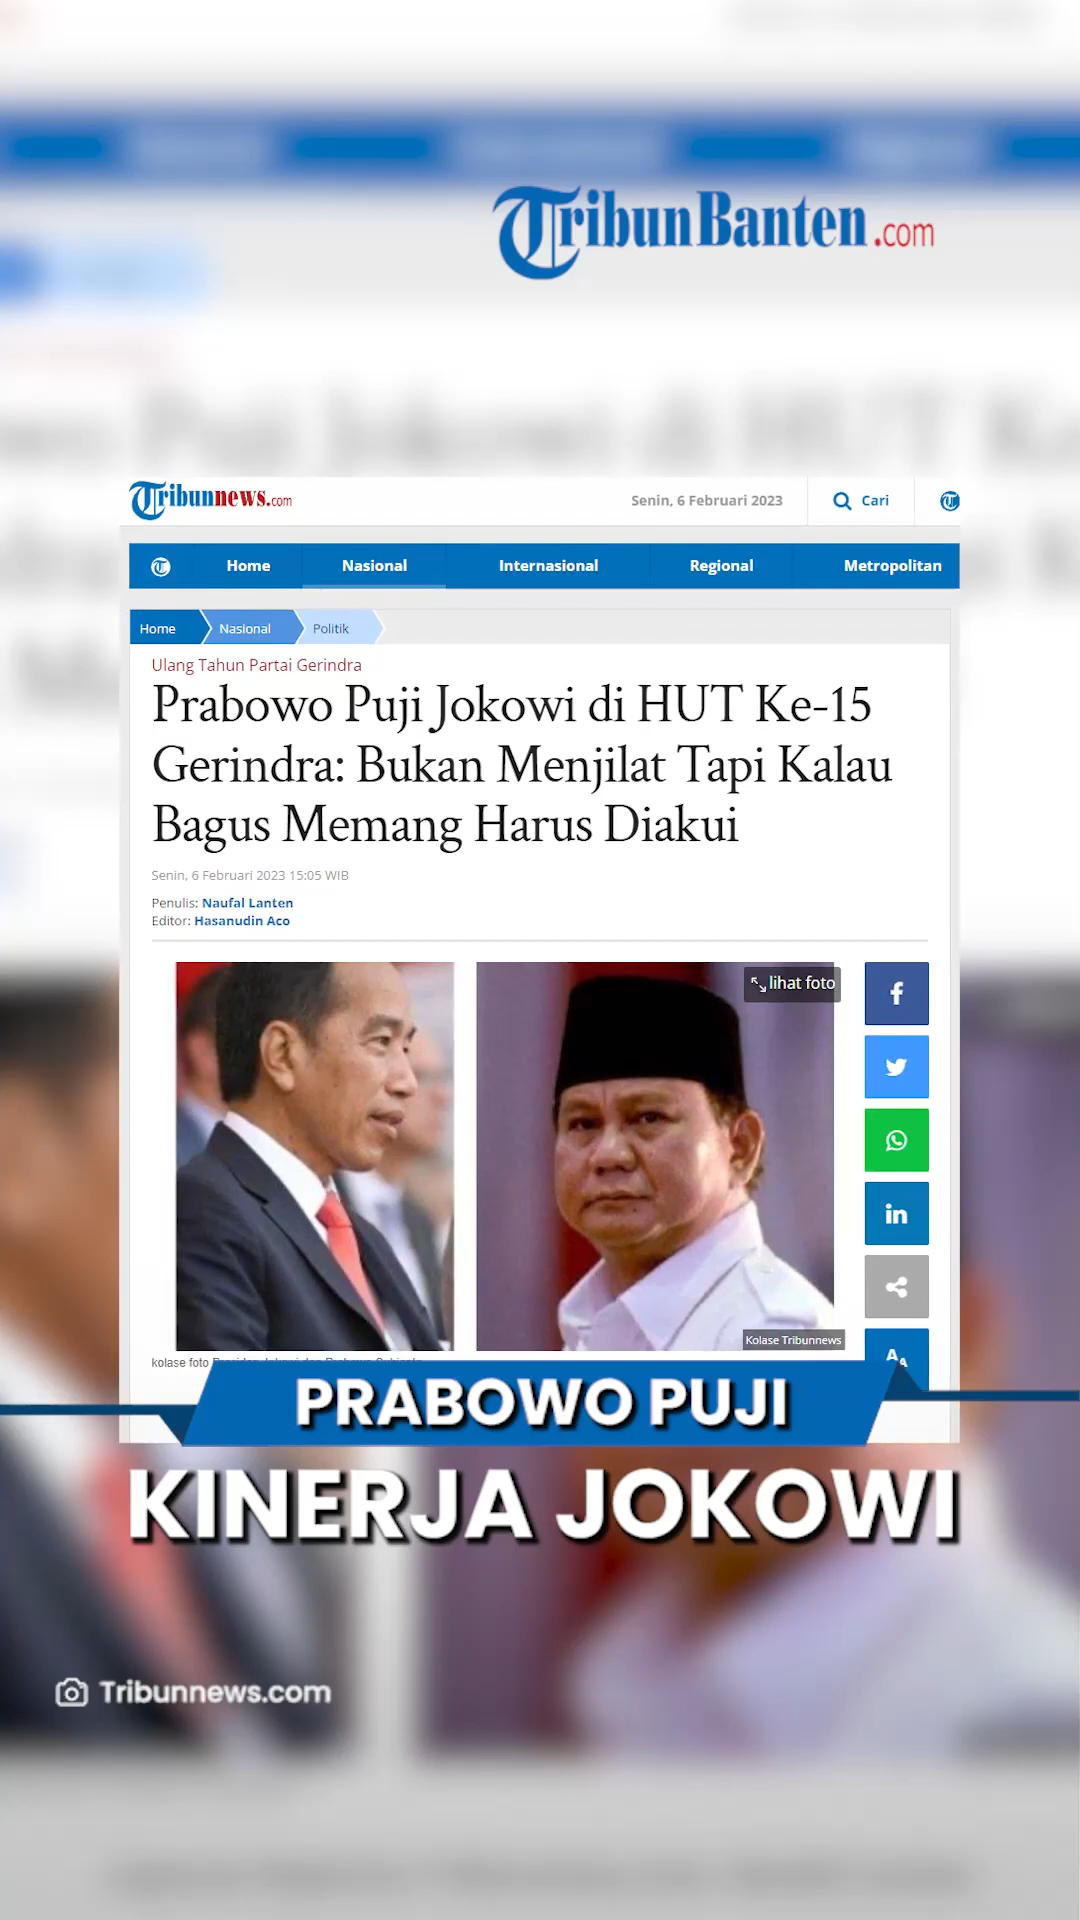 TribunBanten.com
Tribunnews.com
Senin, 6 Februari 2023
Cari
Home
Nasional
Internasional
Regional
Metropolitan
Home
Nasional
Politik
Ulang Tahun Partai Gerindra
Prabowo Puji Jokowi di HUT Ke-15
Gerindra: Bukan Menjilat Tapi Kalau
Bagus Memang Harus Diakui
Senin, 6 Februari 2023 15:05 WIB
Penulis: Naufal Lanten
Editor: Hasanudin Aco
lihat foto
Kolase Tribunnews
kolase foto
PRABOWO PUJI
KINERJA JOKOWI
Tribunnews.com